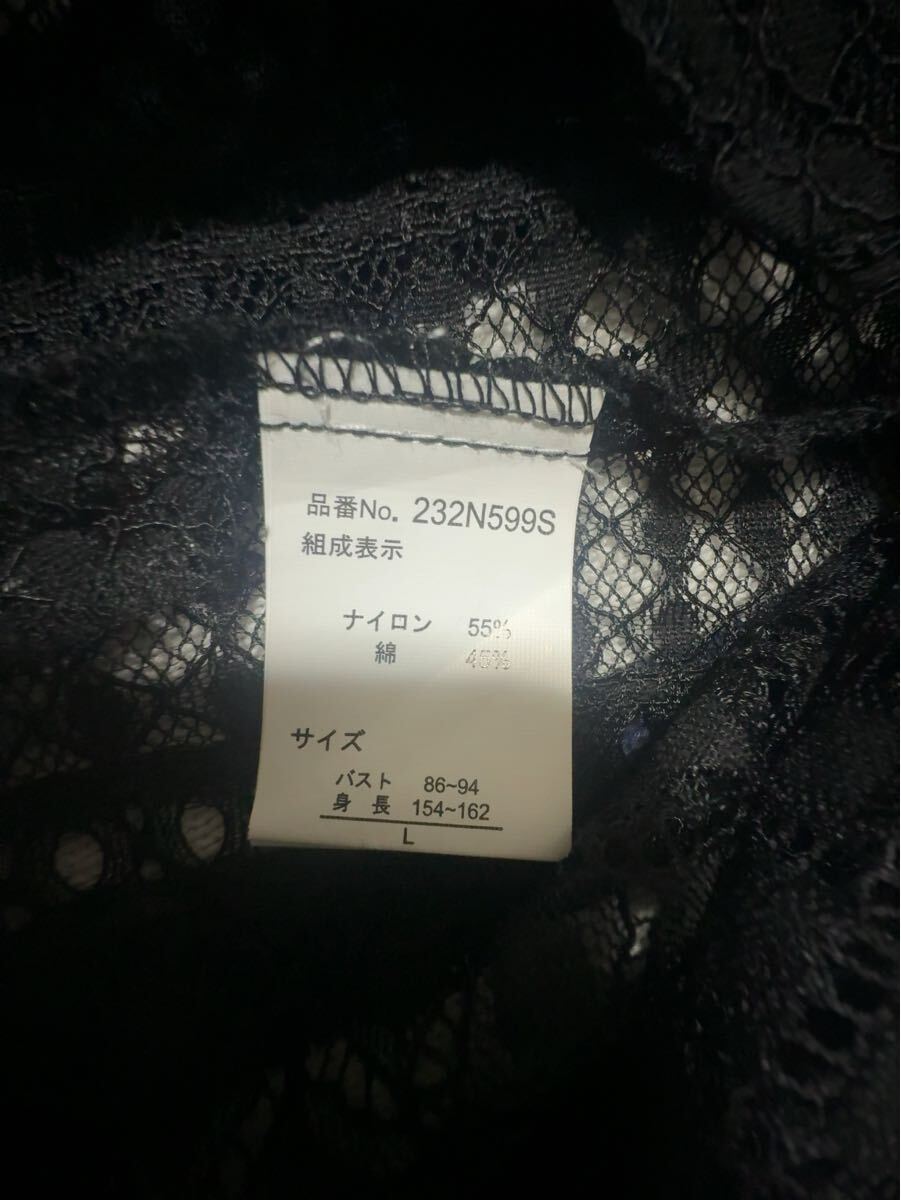 品番No. 232N599S
組成表示
ナイロン 55%
綿 45%
サイズ
バスト 86~94
身 長 154~162
L